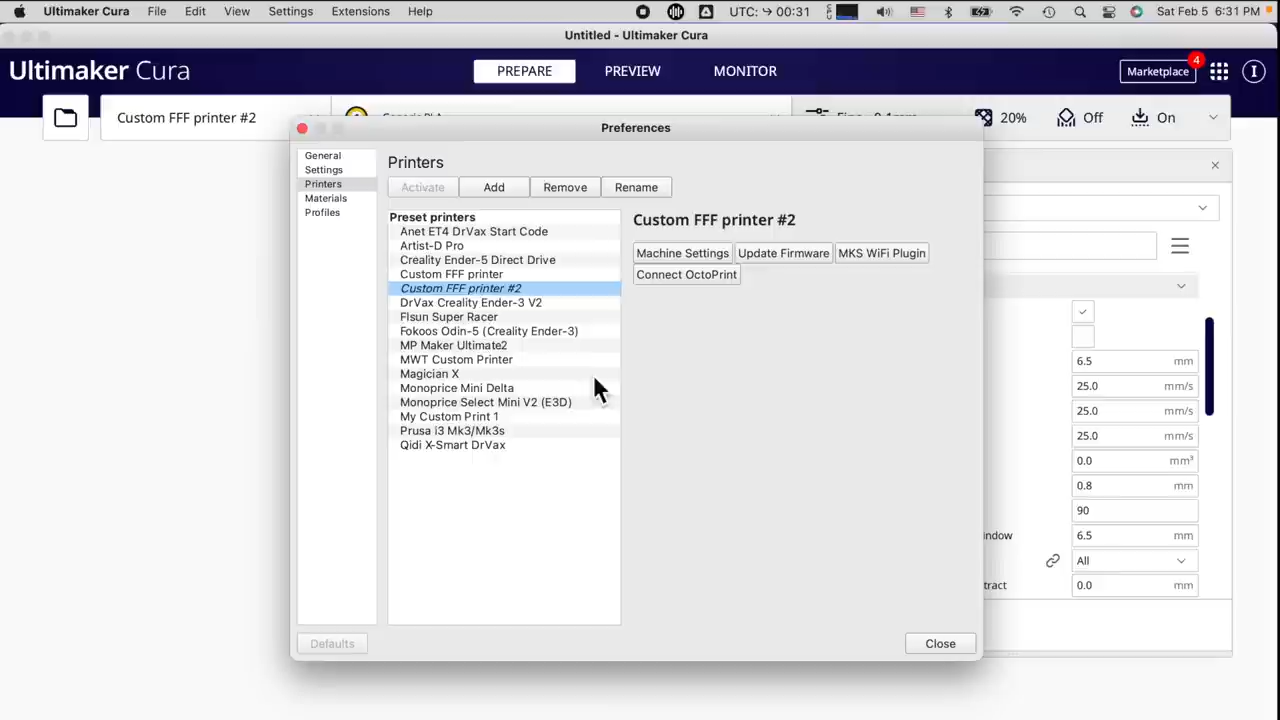 Ultimaker Cura File Edit View Settings Extensions Help UTC: ↪ 00:31 Sat Feb 5 6:31 PM
Untitled - Ultimaker Cura
Ultimaker Cura PREPARE PREVIEW MONITOR Marketplace 4 I
Custom FFF printer #2 20% Off On
Preferences
General
Settings
Printers
Materials
Profiles
Printers
Activate Add Remove Rename
Preset printers
Anet ET4 DrVax Start Code
Artist-D Pro
Creality Ender-5 Direct Drive
Custom FFF printer
Custom FFF printer #2
DrVax Creality Ender-3 V2
Flsun Super Racer
Fokoos Odin-5 (Creality Ender-3)
MP Maker Ultimate2
MWT Custom Printer
Magician X
Monoprice Mini Delta
Monoprice Select Mini V2 (E3D)
My Custom Print 1
Prusa i3 Mk3/Mk3s
Qidi X-Smart DrVax
Custom FFF printer #2
Machine Settings Update Firmware MKS WiFi Plugin
Connect OctoPrint
6.5 mm
25.0 mm/s
25.0 mm/s
25.0 mm/s
0.0 mm³
0.8 mm
90
indow 6.5 mm
All
tract 0.0 mm
Defaults Close